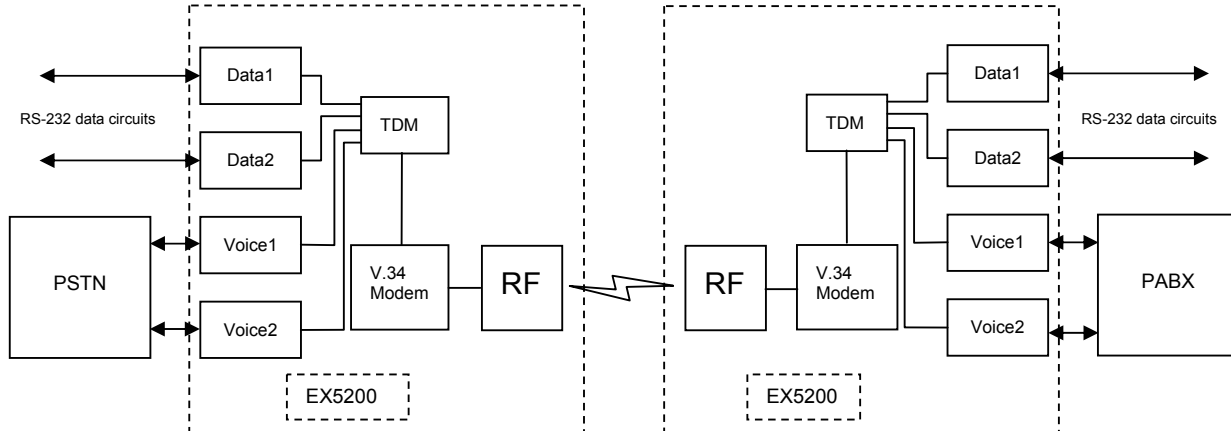 Data1
RS-232 data circuits
Data2
TDM
Voice1
PSTN
Voice2
V.34
Modem
RF
EX5200
Data1
RS-232 data circuits
Data2
TDM
Voice1
PABX
Voice2
RF
V.34
Modem
EX5200